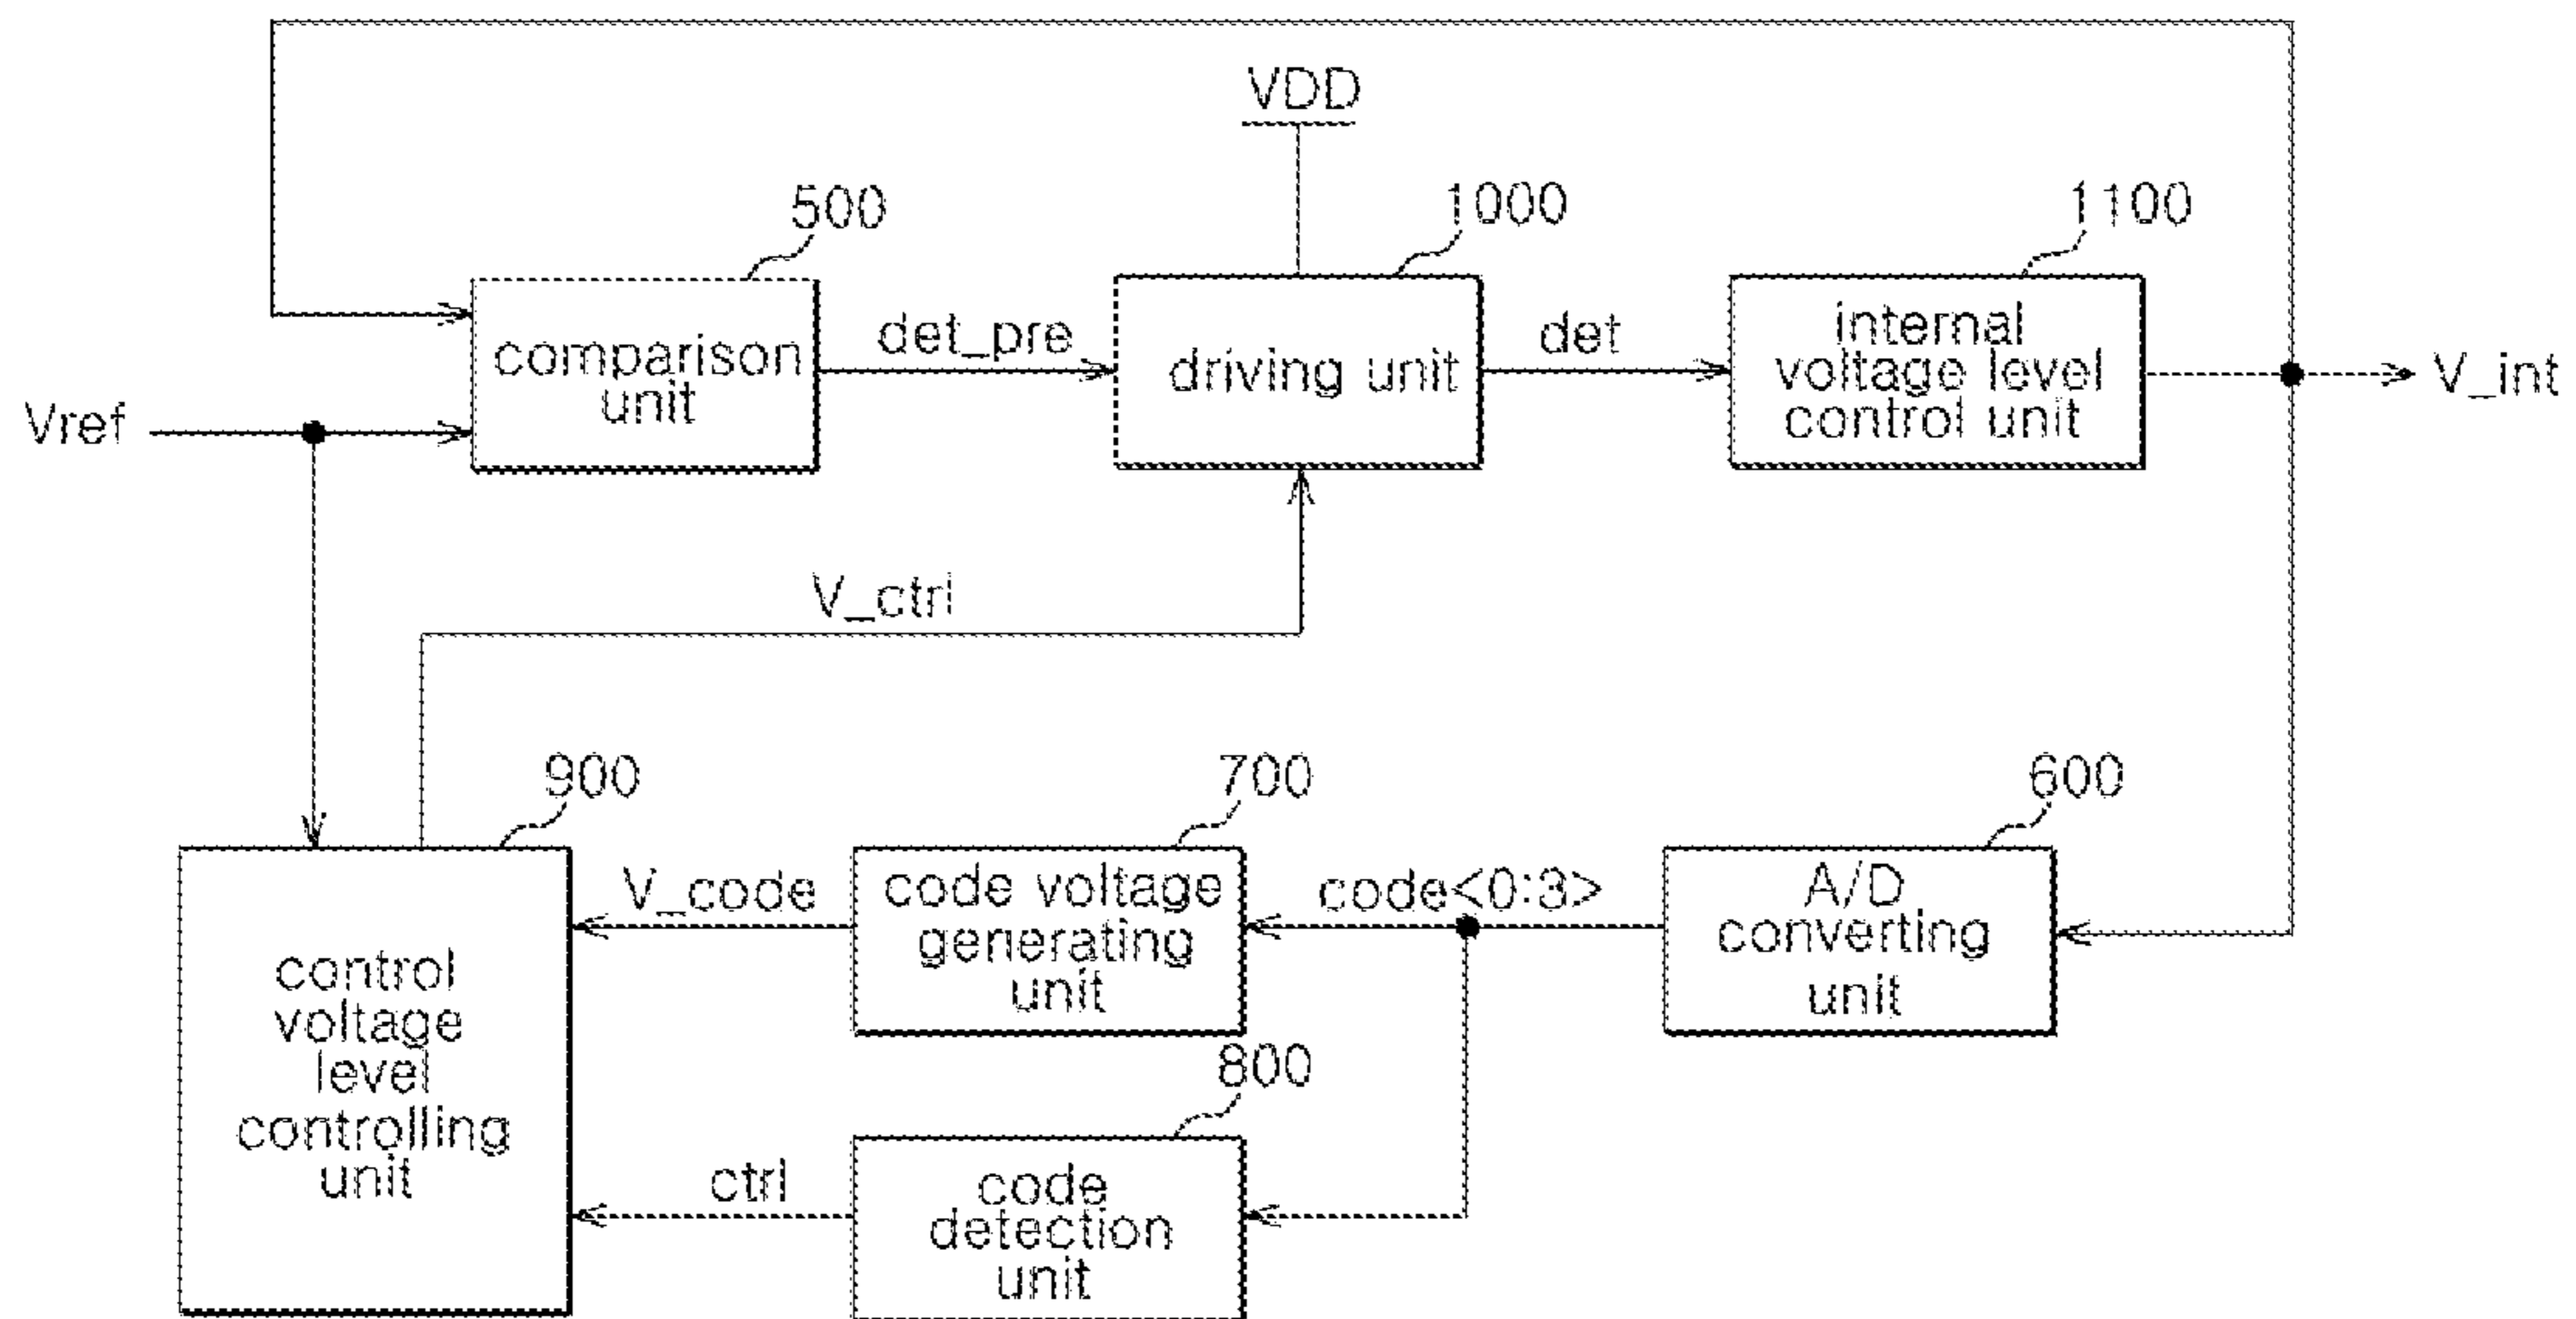 VDD
500
1000
1100
comparison
unit
det_pre
driving unit
det
internal
voltage level
control unit
V_int
Vref
V_ctrl
900
700
600
control
voltage
level
controlling
unit
V_code
code voltage
generating
unit
code<0:3>
A/D
converting
unit
800
ctrl
code
detection
unit